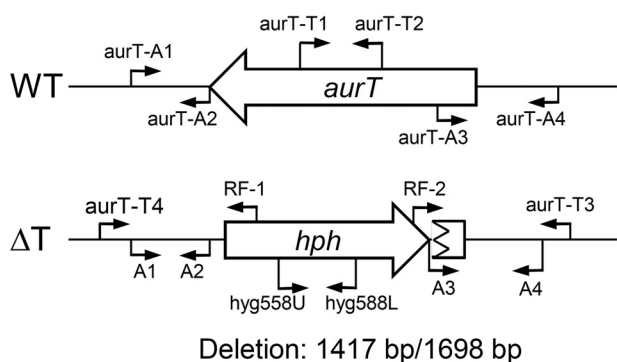 aurT-T1 aurT-T2
aurT-A1
WT
aurT
aurT-A2 aurT-A3 aurT-A4
RF-1 RF-2
aurT-T4 aurT-T3
ΔT
hph
A1 A2 A3 A4
hyg558U hyg588L
Deletion: 1417 bp/1698 bp